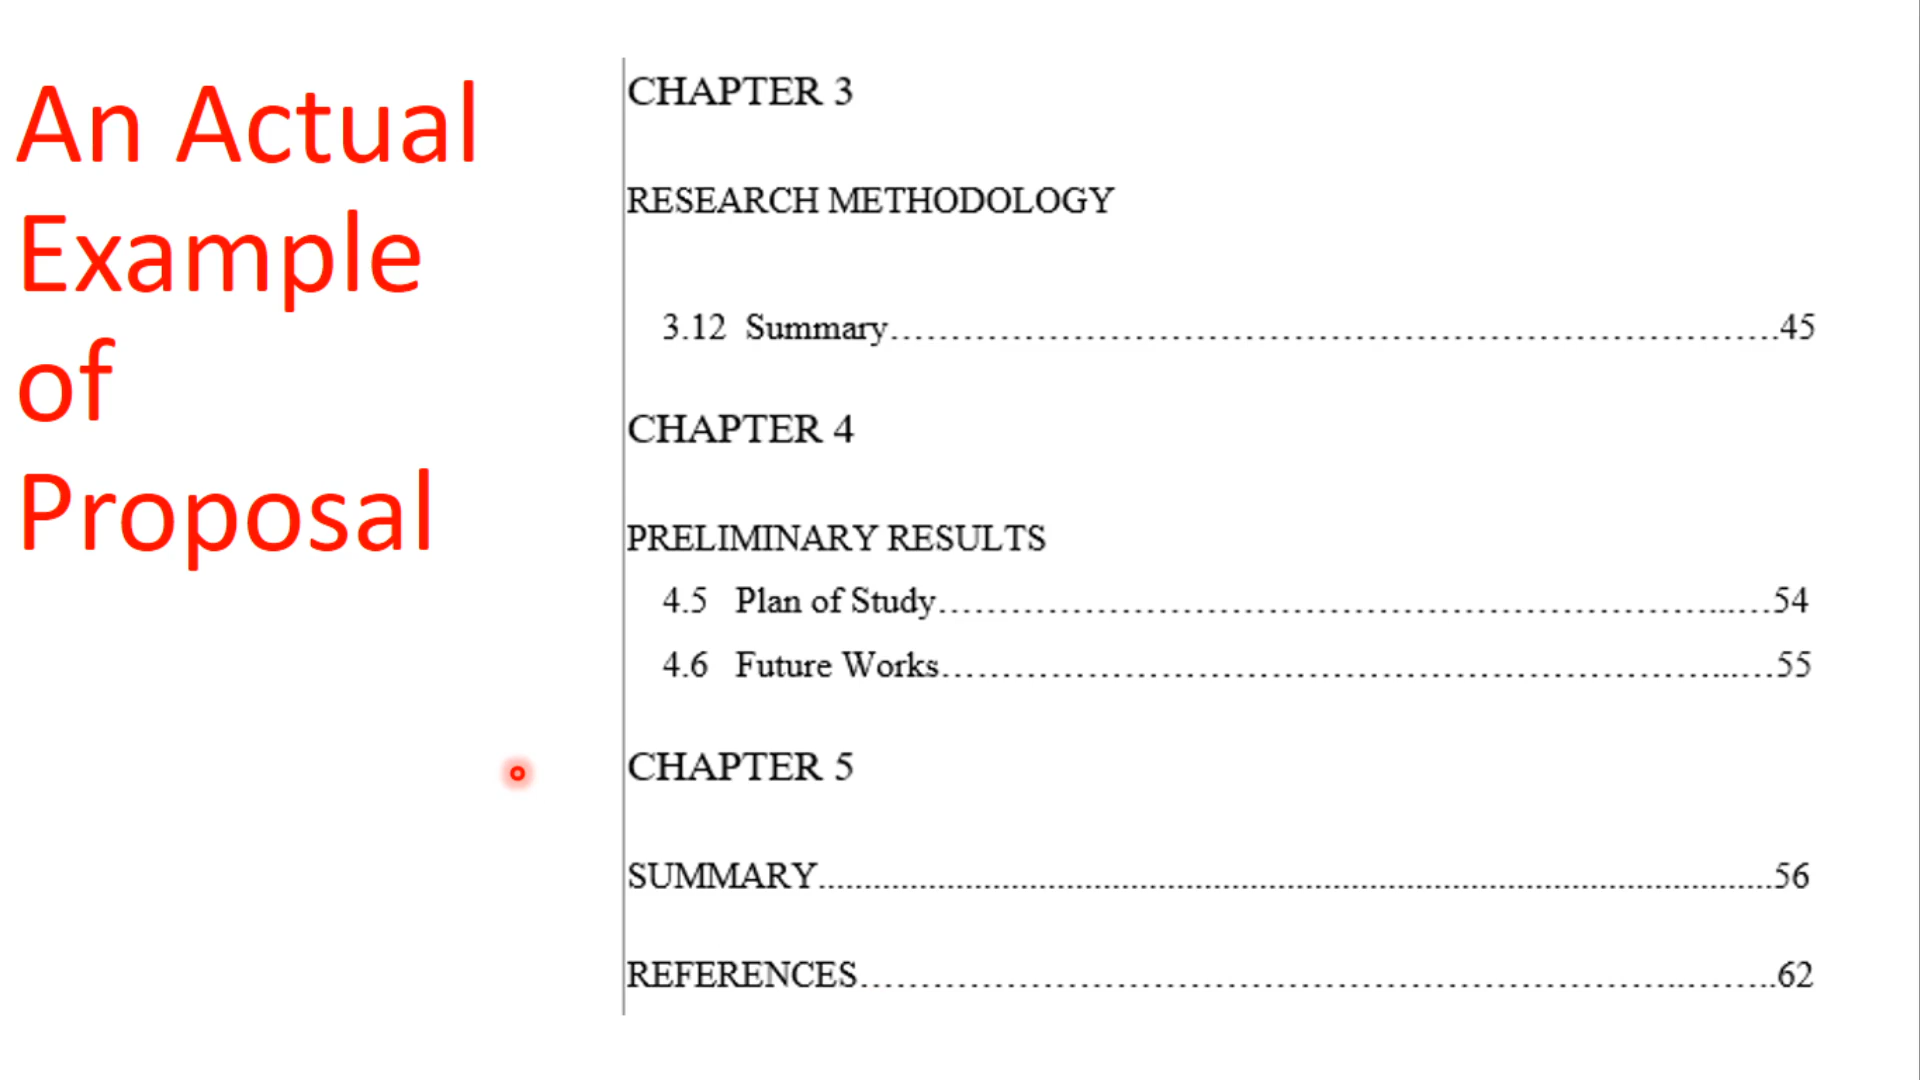 An Actual
Example
of
Proposal
CHAPTER 3
RESEARCH METHODOLOGY
3.12 Summary........................................................................45
CHAPTER 4
PRELIMINARY RESULTS
4.5 Plan of Study........................................................................54
4.6 Future Works........................................................................55
CHAPTER 5
SUMMARY........................................................................56
REFERENCES........................................................................62